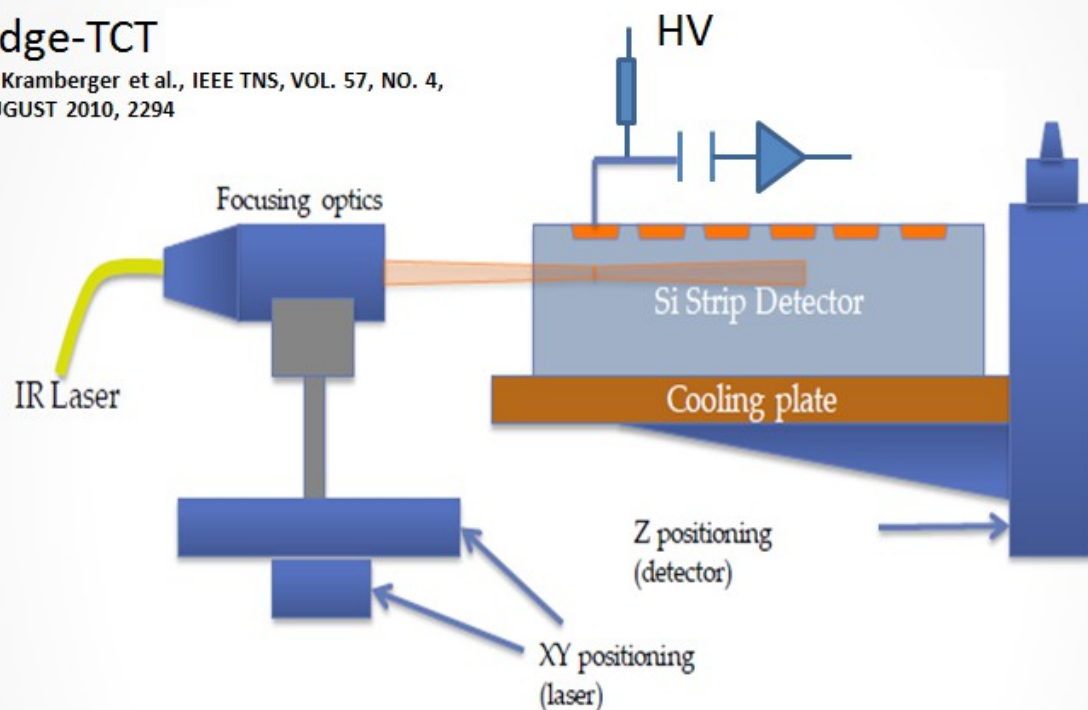 dge-TCT
Kramberger et al., IEEE TNS, VOL. 57, NO. 4,
UGUST 2010, 2294
HV
Focusing optics
IR Laser
Si Strip Detector
Cooling plate
Z positioning
(detector)
XY positioning
(laser)